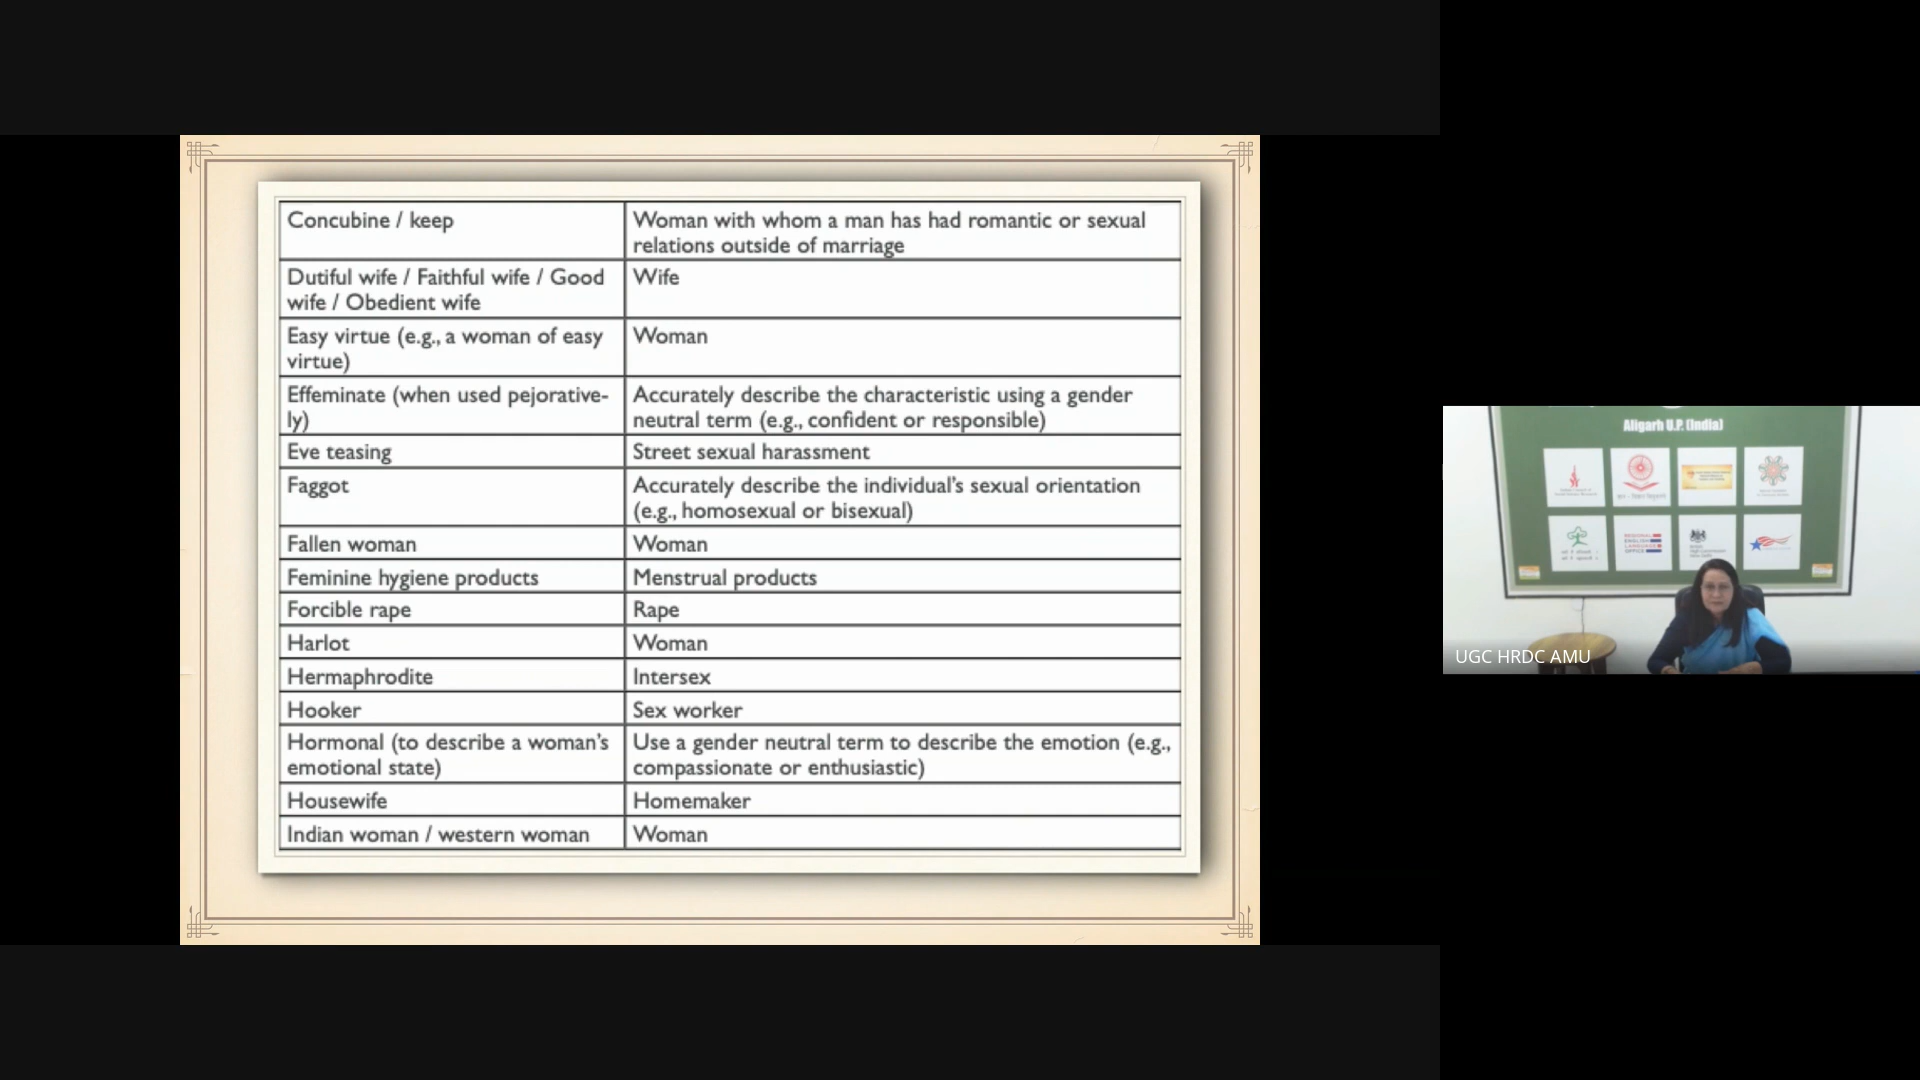 Concubine / keep
Woman with whom a man has had romantic or sexual
relations outside of marriage
Dutiful wife / Faithful wife / Good
wife / Obedient wife
Wife
Easy virtue (e.g., a woman of easy
virtue)
Woman
Effeminate (when used pejorative-
ly)
Accurately describe the characteristic using a gender
neutral term (e.g., confident or responsible)
Eve teasing
Street sexual harassment
Faggot
Accurately describe the individual's sexual orientation
(e.g., homosexual or bisexual)
Fallen woman
Woman
Feminine hygiene products
Menstrual products
Forcible rape
Rape
Harlot
Woman
Hermaphrodite
Intersex
Hooker
Sex worker
Hormonal (to describe a woman's
emotional state)
Use a gender neutral term to describe the emotion (e.g.,
compassionate or enthusiastic)
Housewife
Homemaker
Indian woman / western woman
Woman
Aligarh U.P. (India)
REGIONAL
ENGLISH
LANGUAGE
OFFICE
UGC HRDC AMU